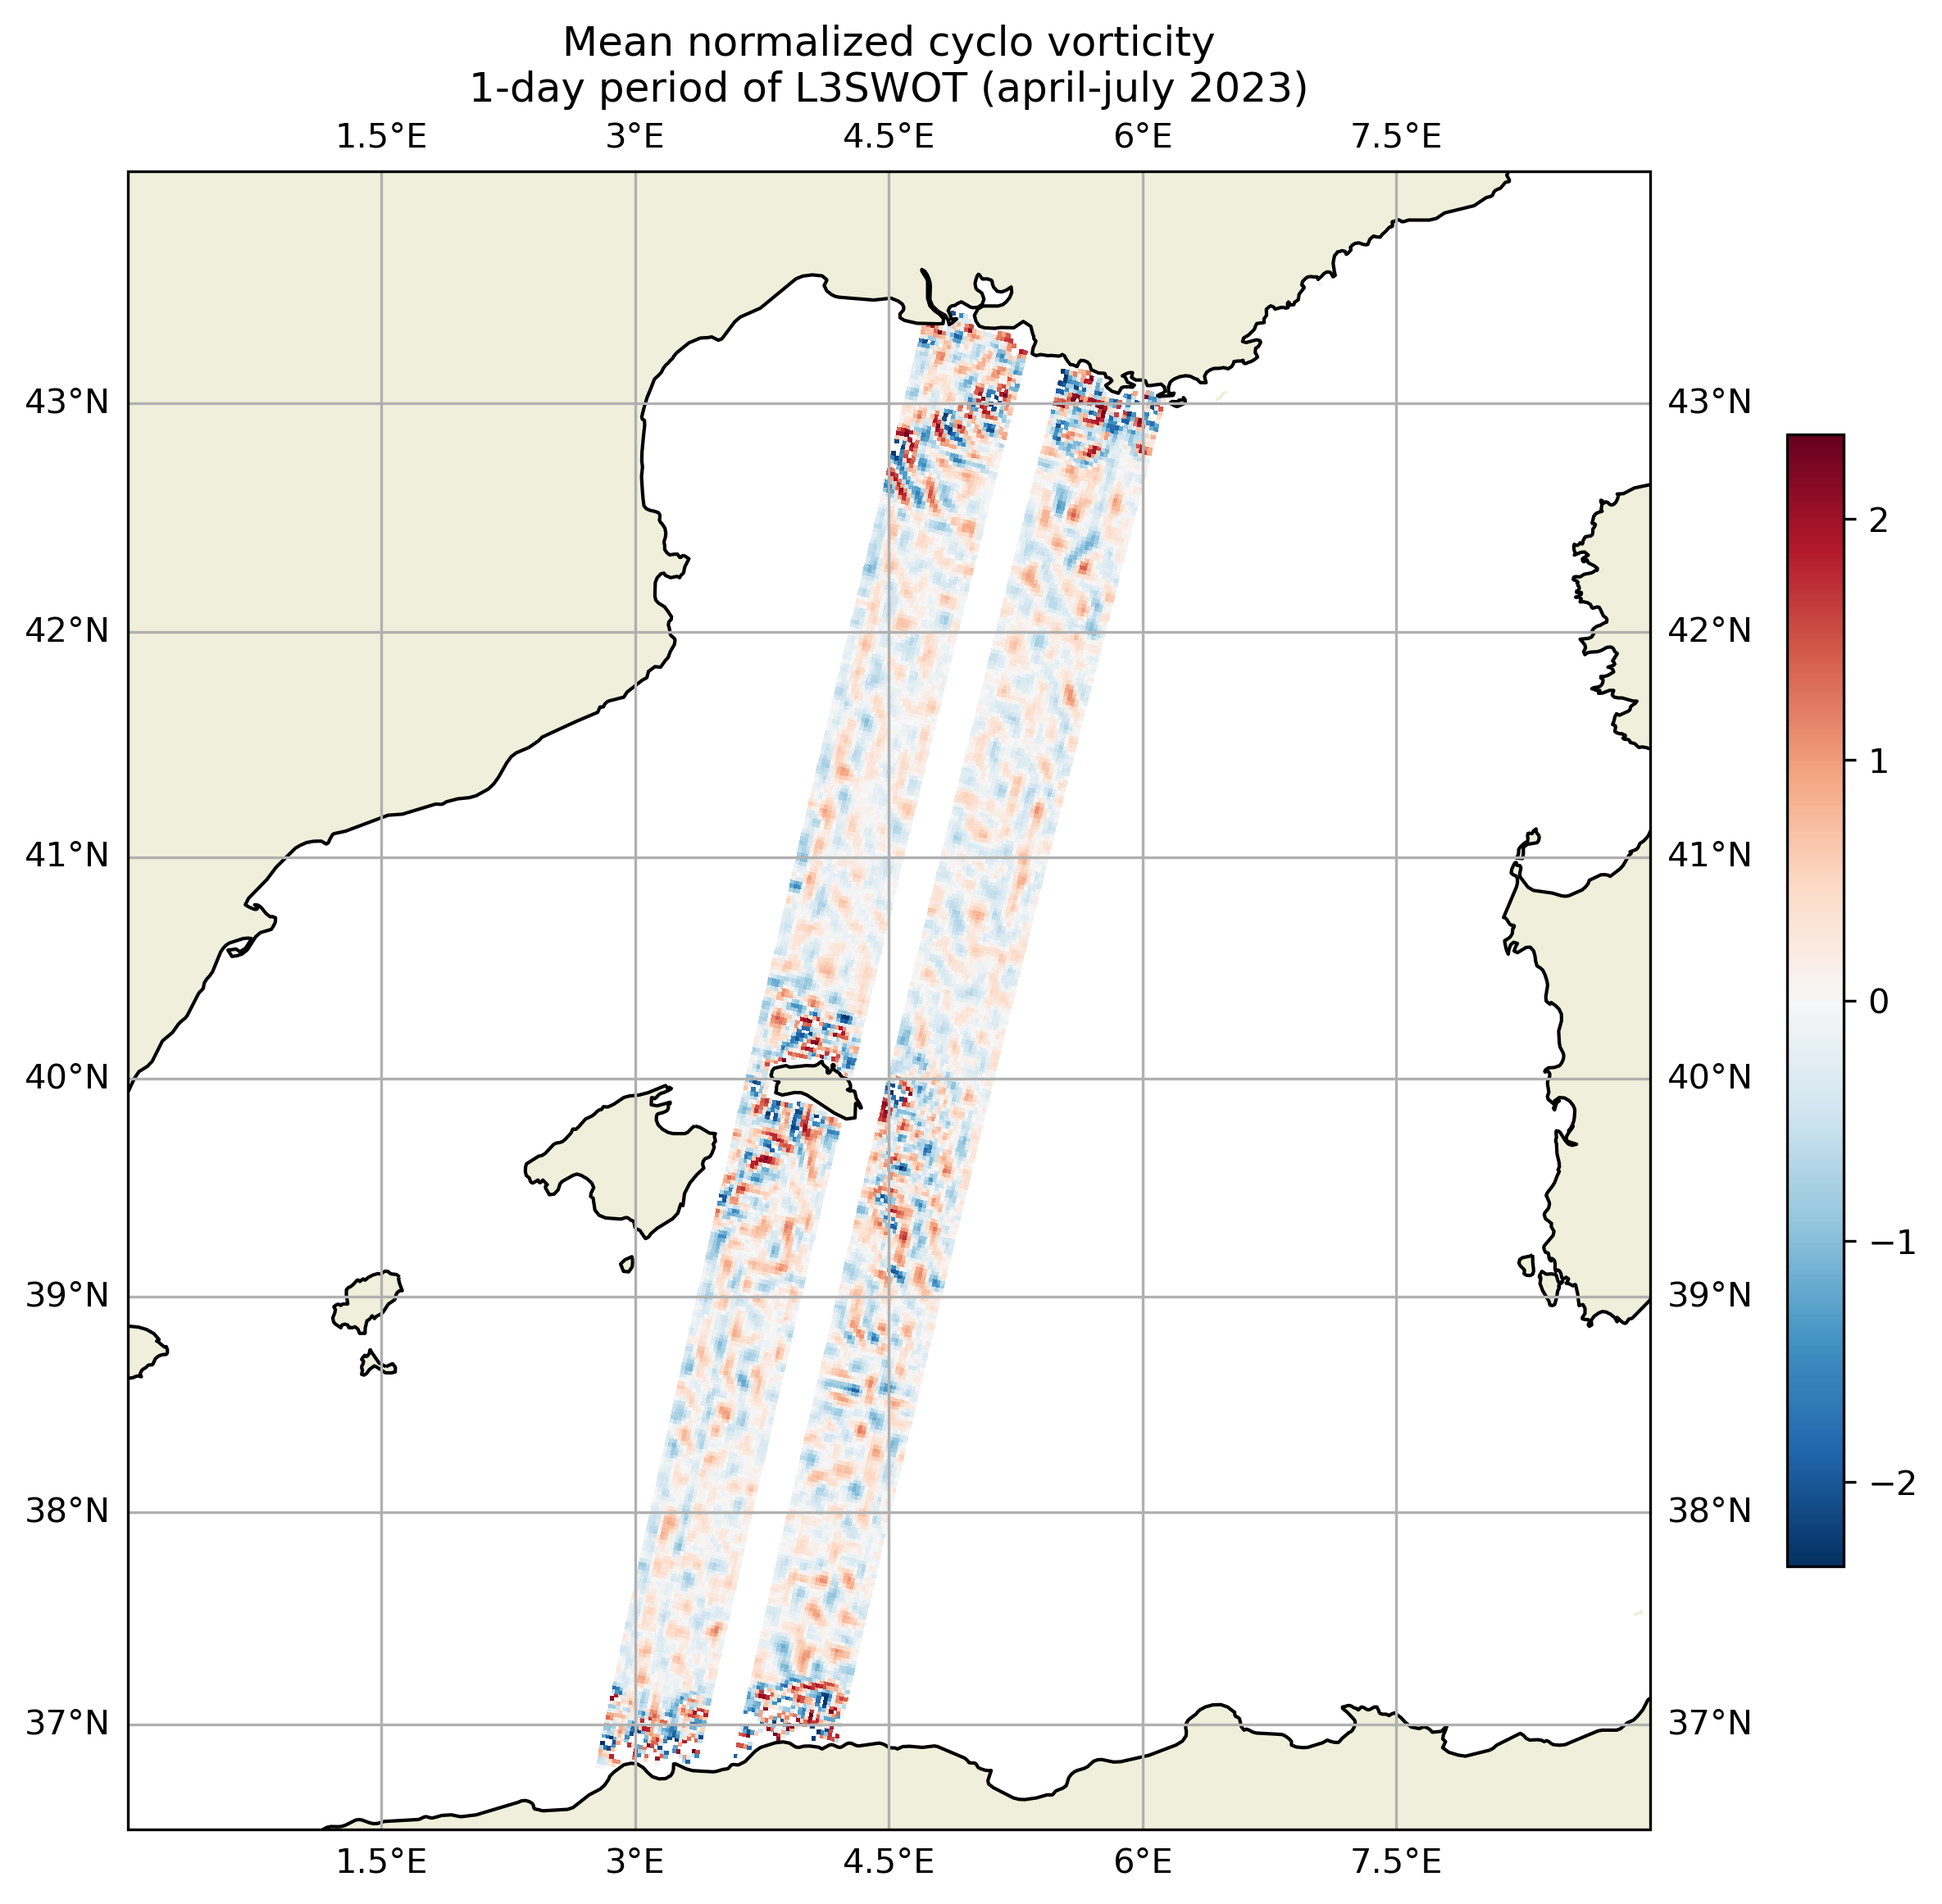 Mean normalized cyclo vorticity
1-day period of L3SWOT (april-july 2023)
1.5°E 3°E 4.5°E 6°E 7.5°E
43°N 43°N
42°N 42°N
41°N 41°N
40°N 40°N
39°N 39°N
38°N 38°N
37°N 37°N
1.5°E 3°E 4.5°E 6°E 7.5°E
2
1
0
−1
−2